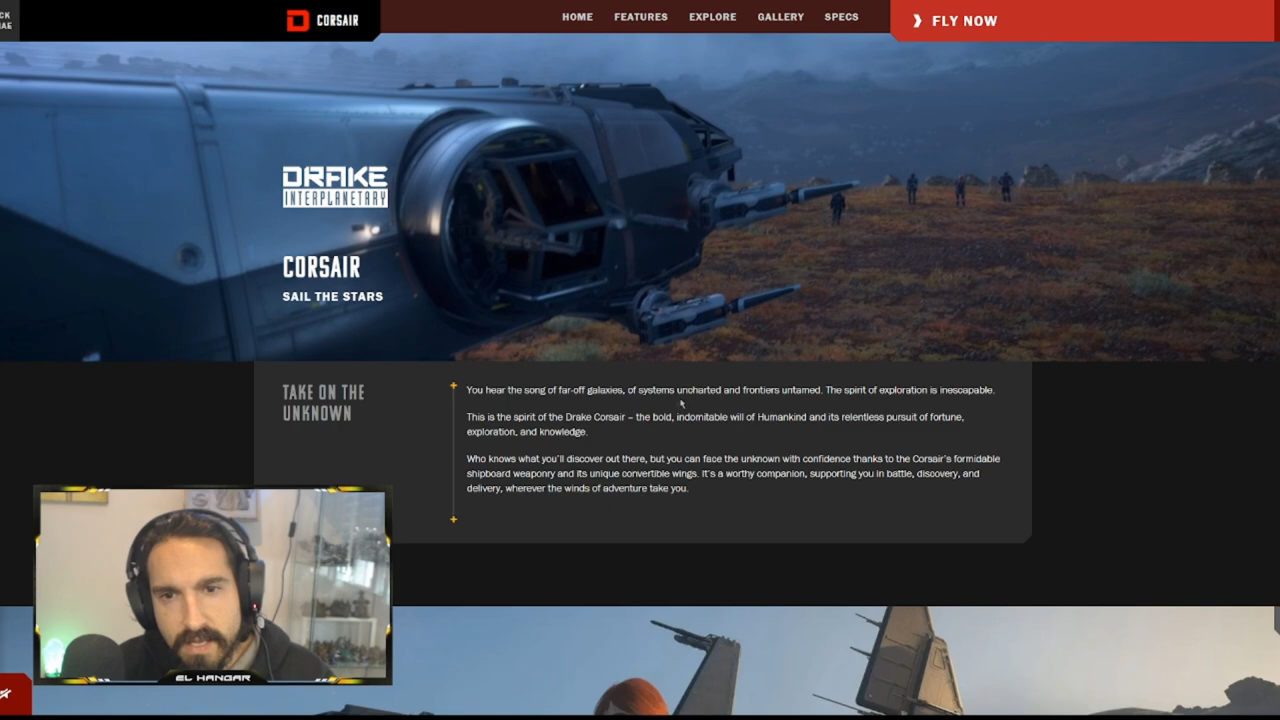 CK
AE
CORSAIR
HOME FEATURES EXPLORE GALLERY SPECS
FLY NOW
DRAKE
INTERPLANETARY
CORSAIR
SAIL THE STARS
TAKE ON THE
UNKNOWN
You hear the song of far-off galaxies, of systems uncharted and frontiers untamed. The spirit of exploration is inescapable.
This is the spirit of the Drake Corsair – the bold, indomitable will of Humankind and its relentless pursuit of fortune,
exploration, and knowledge.
Who knows what you'll discover out there, but you can face the unknown with confidence thanks to the Corsair's formidable
shipboard weaponry and its unique convertible wings. It's a worthy companion, supporting you in battle, discovery, and
delivery, wherever the winds of adventure take you.
EL HANGAR